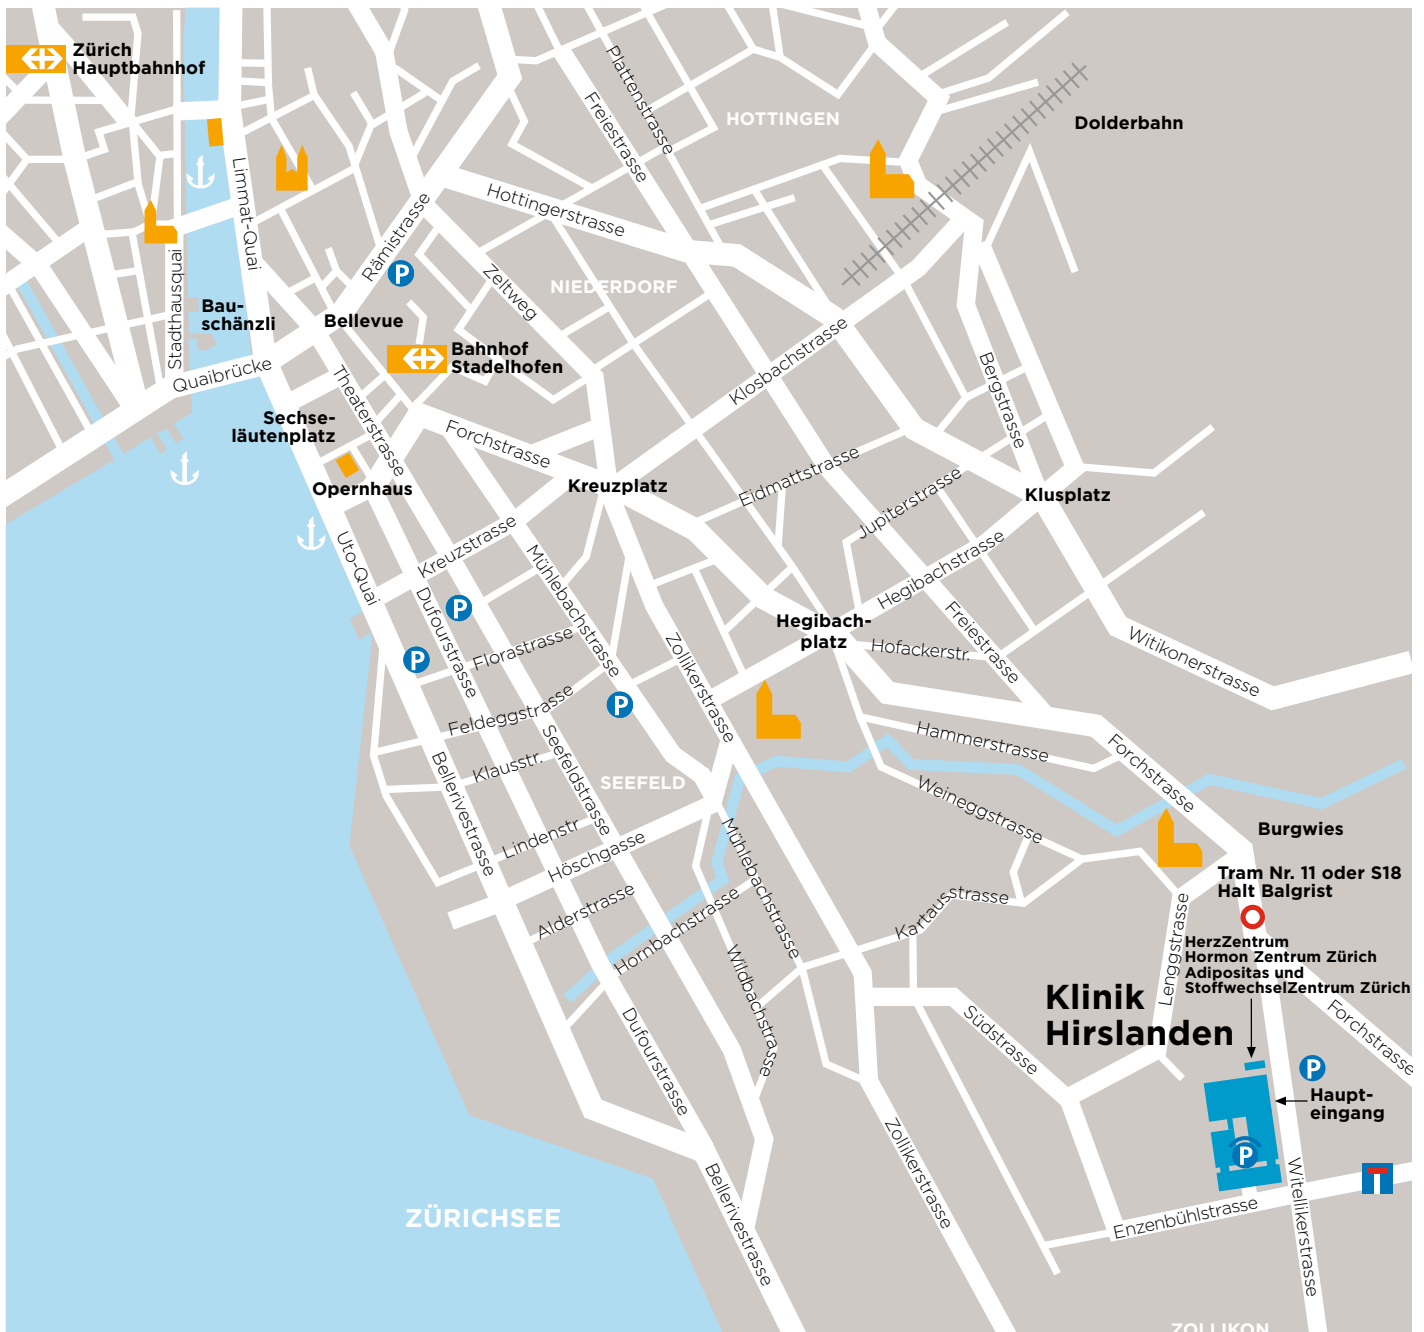 Zürich
Hauptbahnhof
Plattenstrasse
Freiestrasse
HOTTINGEN
Dolderbahn
Limmat-Quai
Hottingerstrasse
Rämistrasse
P
Zeltweg
NIEDERDORF
Stadthausquai
Bau-
schänzli
Bellevue
Bahnhof
Stadelhofen
Quaibrücke
Theaterstrasse
Klosbachstrasse
Bergstrasse
Sechse-
läutenplatz
Forchstrasse
Opernhaus
Kreuzplatz
Eidmattstrasse
Jupiterstrasse
Klusplatz
Uto-Quai
Kreuzstrasse
Mühlebachstrasse
Hegibachstrasse
P
Dufourstrasse
Florastrasse
P
Zollikerstrasse
Hegibach-
platz
Hofackerstr.
Freiestrasse
Witikonerstrasse
Feldeggstrasse
P
Hammerstrasse
Forchstrasse
Bellerivestrasse
Klausstr.
Seefeldstrasse
SEEFELD
Weineggstrasse
Lindenstr
Höschgasse
Mühlebachstrasse
Burgwies
Tram Nr. 11 oder S18
Halt Balgrist
Alderstrasse
Hornbachstrasse
Kartausstrasse
Lenggstrasse
HerzZentrum
Hormon Zentrum Zürich
Adipositas und
StoffwechselZentrum Zürich
Wildbachstrasse
Klinik
Hirslanden
Südstrasse
Forchstrasse
Dufourstrasse
P
Haupt-
eingang
Zollikerstrasse
P
Bellerivestrasse
Witellikerstrasse
ZÜRICHSEE
Enzenbühlstrasse
ZOLLIKON